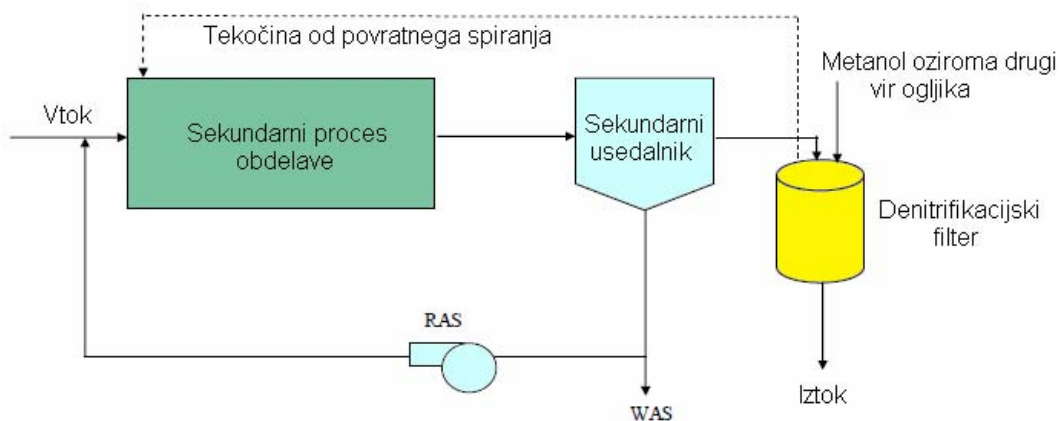 Tekočina od povratnega spiranja
Metanol oziroma drugi
vir ogljika
Vtok
Sekundarni proces
obdelave
Sekundarni
usedalnik
Denitrifikacijski
filter
RAS
WAS
Iztok